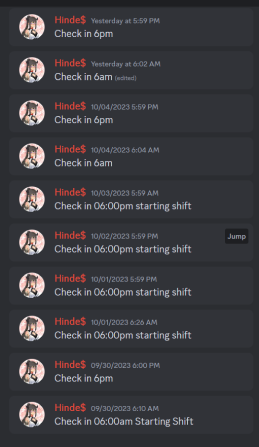 Hinde$ Yesterday at 5:59 PM
Check in 6pm
Hinde$ Yesterday at 6:02 AM
Check in 6am (edited)
Hinde$ 10/04/2023 5:59 PM
Check in 6pm
Hinde$ 10/04/2023 6:04 AM
Check in 6am
Hinde$ 10/03/2023 5:59 AM
Check in 06:00pm starting shift
Hinde$ 10/02/2023 5:59 PM
Jump
Check in 06:00pm starting shift
Hinde$ 10/01/2023 5:59 PM
Check in 06:00pm starting shift
Hinde$ 10/01/2023 6:26 AM
Check in 06:00pm starting shift
Hinde$ 09/30/2023 6:00 PM
Check in 6pm
Hinde$ 09/30/2023 6:10 AM
Check in 06:00am Starting Shift